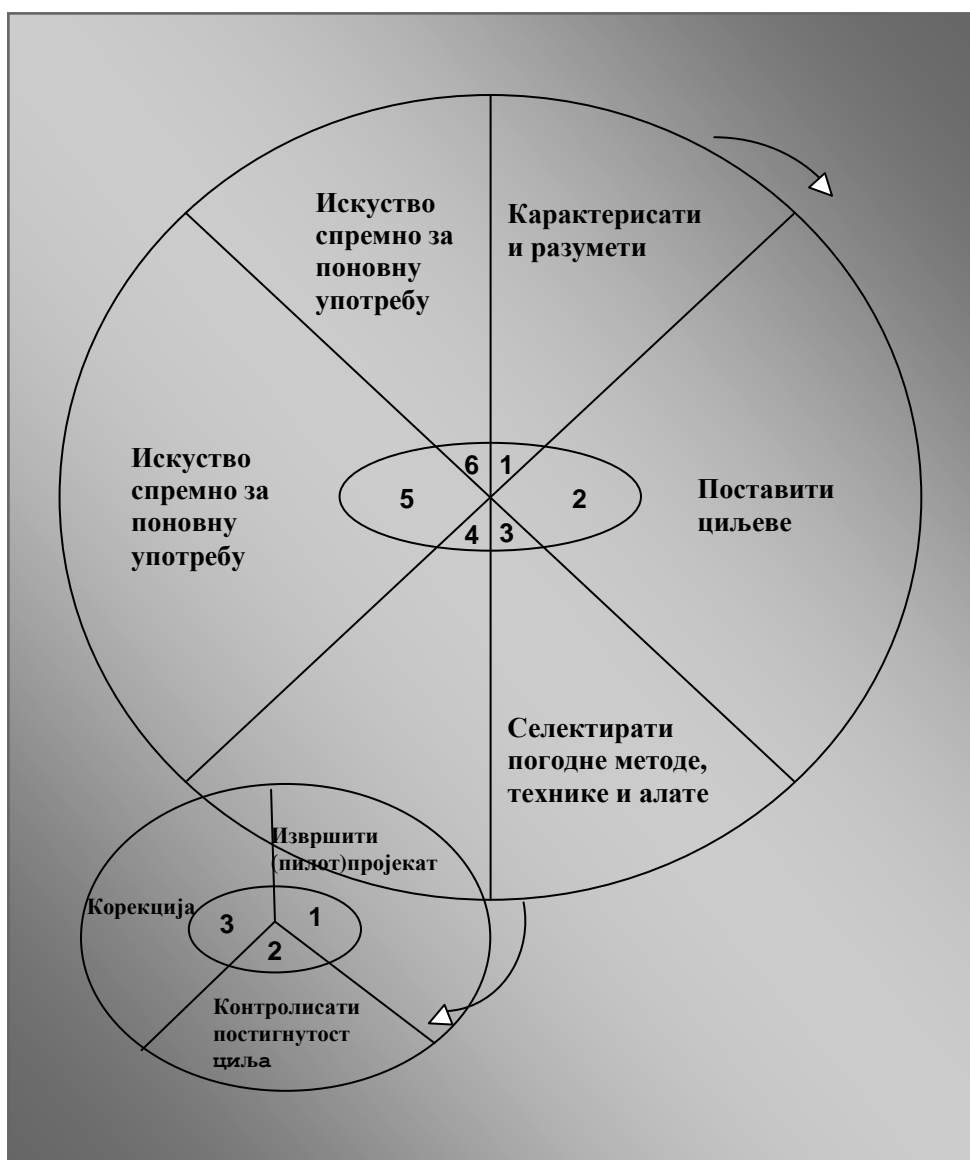 Искуство
спремно за
поновну
употребу
Карактерисати
и разумети
Искуство
спремно за
поновну
употребу
6 1
5
2
4 3
Поставити
циљеве
Селектирати
погодне методе,
технике и алате
Извршити
(пилот)пројекат
Корекција
3
1
2
Контролисати
постигнутост
циља